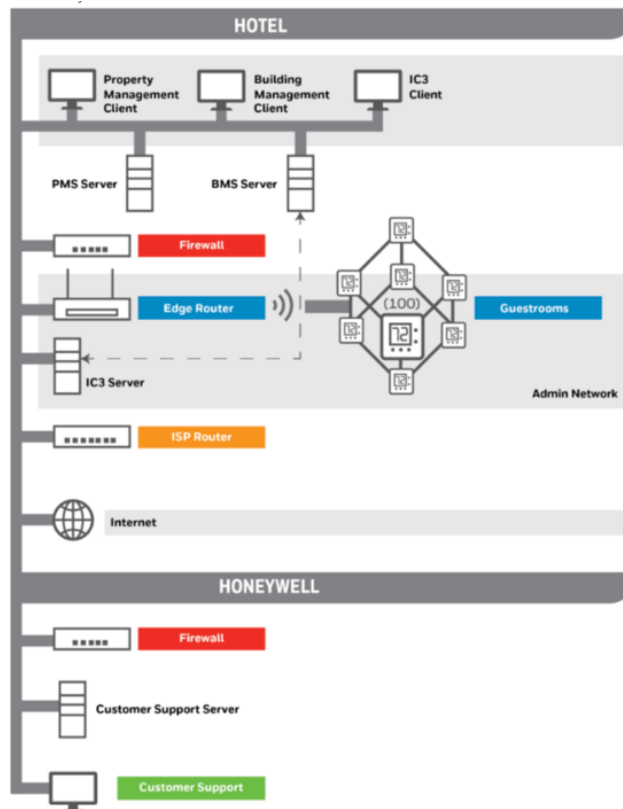 HOTEL
Property
Management
Client
Building
Management
Client
IC3
Client
PMS Server
BMS Server
Firewall
Edge Router
(100)
72
Guestrooms
IC3 Server
Admin Network
ISP Router
Internet
HONEYWELL
Firewall
Customer Support Server
Customer Support